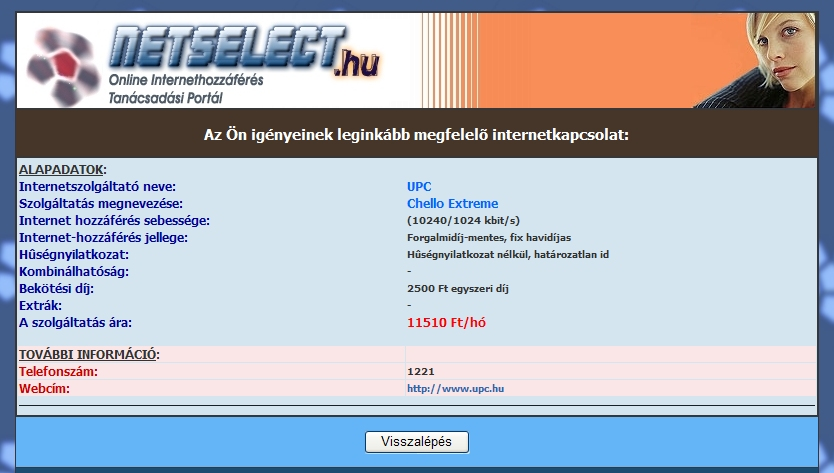 NETSELECT.hu
Online Internethozzáférés
Tanácsadási Portál
Az Ön igényeinek leginkább megfelelő internetkapcsolat:
ALAPADATOK:
Internetszolgáltató neve: UPC
Szolgáltatás megnevezése: Chello Extreme
Internet hozzáférés sebessége: (10240/1024 kbit/s)
Internet-hozzáférés jellege: Forgalmidíj-mentes, fix havidíjas
Hûségnyilatkozat: Hûségnyilatkozat nélkül, határozatlan id
Kombinálhatóság: -
Bekötési díj: 2500 Ft egyszeri díj
Extrák: -
A szolgáltatás ára: 11510 Ft/hó
TOVÁBBI INFORMÁCIÓ:
Telefonszám: 1221
Webcím: http://www.upc.hu
Visszalépés